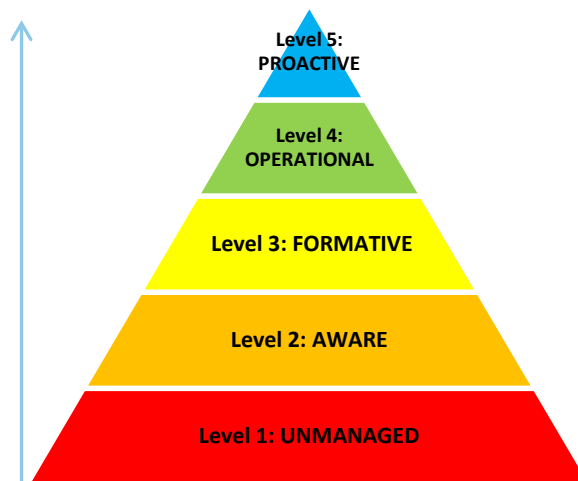 Level 5:
PROACTIVE
Level 4:
OPERATIONAL
Level 3: FORMATIVE
Level 2: AWARE
Level 1: UNMANAGED